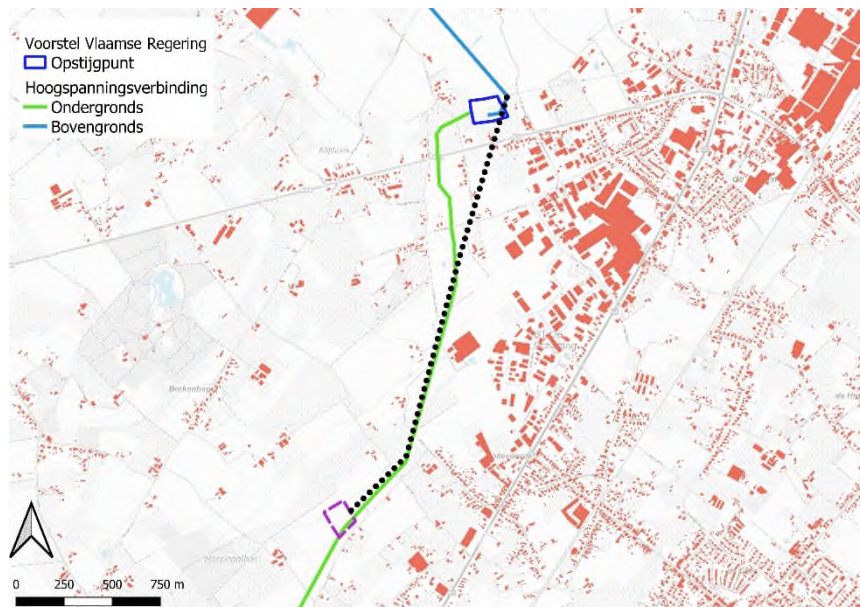 Voorstel Vlaamse Regering
Opstijgpunt
Hoogspanningsverbinding
Ondergronds
Bovengronds
0 250 500 750 m